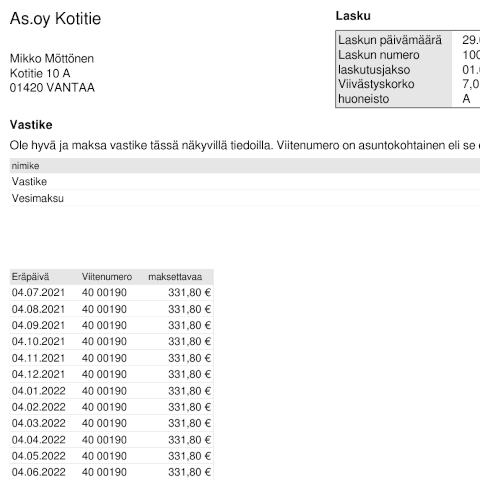 As.oy Kotitie
Lasku
Mikko Möttönen
Kotitie 10 A
01420 VANTAA
Laskun päivämäärä 29.
Laskun numero 100
laskutusjakso 01.
Viivästyskorko 7,0
huoneisto A
Vastike
Ole hyvä ja maksa vastike tässä näkyvillä tiedoilla. Viitenumero on asuntokohtainen eli se
nimike
Vastike
Vesimaksu
Eräpäivä Viitenumero maksettavaa
04.07.2021 40 00190 331,80 €
04.08.2021 40 00190 331,80 €
04.09.2021 40 00190 331,80 €
04.10.2021 40 00190 331,80 €
04.11.2021 40 00190 331,80 €
04.12.2021 40 00190 331,80 €
04.01.2022 40 00190 331,80 €
04.02.2022 40 00190 331,80 €
04.03.2022 40 00190 331,80 €
04.04.2022 40 00190 331,80 €
04.05.2022 40 00190 331,80 €
04.06.2022 40 00190 331,80 €